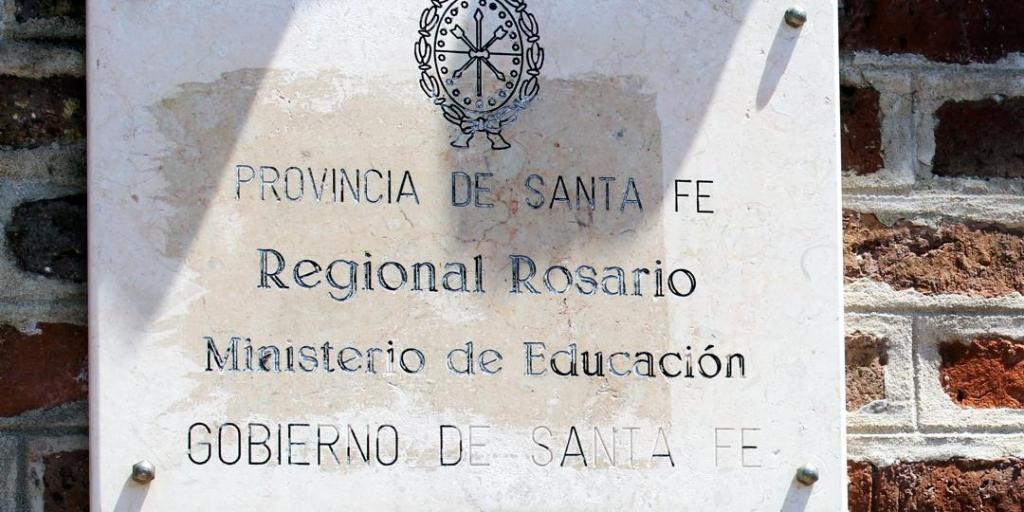 PROVINCIA DE SANTA FE
Regional Rosario
Ministerio de Educación
GOBIERNO DE SANTA FE